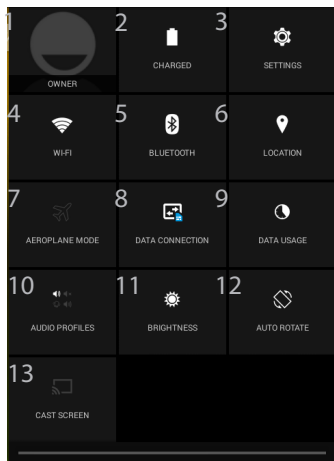 1
OWNER
2
CHARGED
3
SETTINGS
4
WI-FI
5
BLUETOOTH
6
LOCATION
7
AEROPLANE MODE
8
DATA CONNECTION
9
DATA USAGE
10
AUDIO PROFILES
11
BRIGHTNESS
12
AUTO ROTATE
13
CAST SCREEN